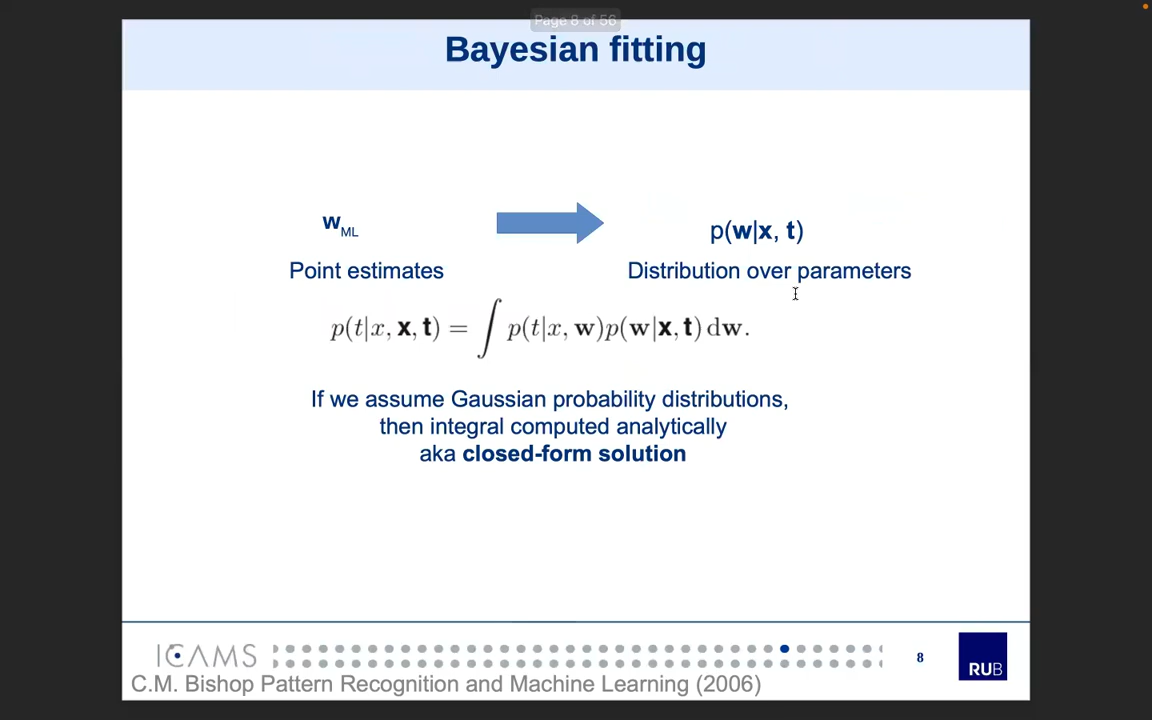 Page 8 of 56
Bayesian fitting
w_ML
p(w|x, t)
Point estimates
Distribution over parameters
p(t|x, x, t) = ∫ p(t|x, w)p(w|x, t) dw.
If we assume Gaussian probability distributions,
then integral computed analytically
aka closed-form solution
ICAMS
8
RUB
C.M. Bishop Pattern Recognition and Machine Learning (2006)